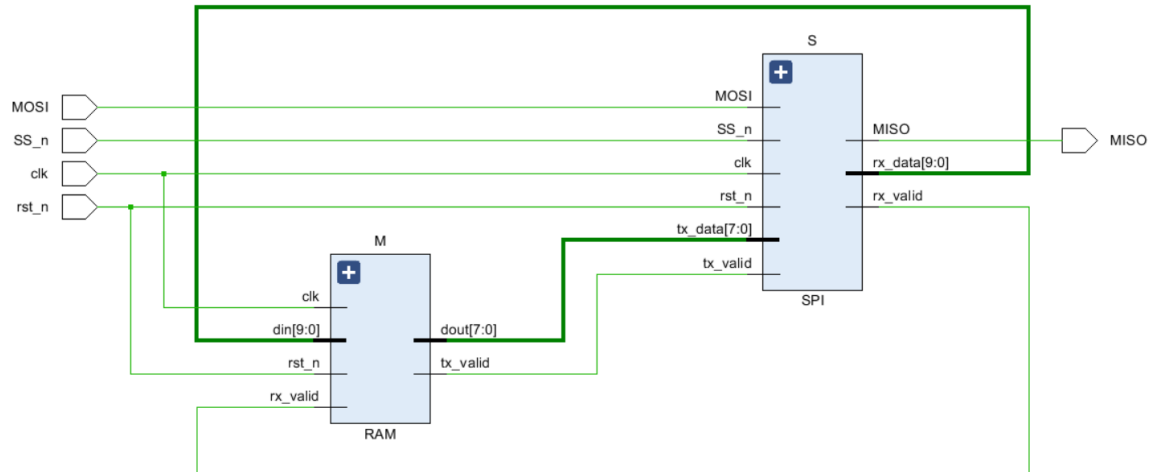 S
MOSI
SS_n
clk
rst_n
MOSI
SS_n
clk
rst_n
tx_data[7:0]
tx_valid
MISO
rx_data[9:0]
rx_valid
SPI
MISO
M
clk
din[9:0]
rst_n
rx_valid
dout[7:0]
tx_valid
RAM